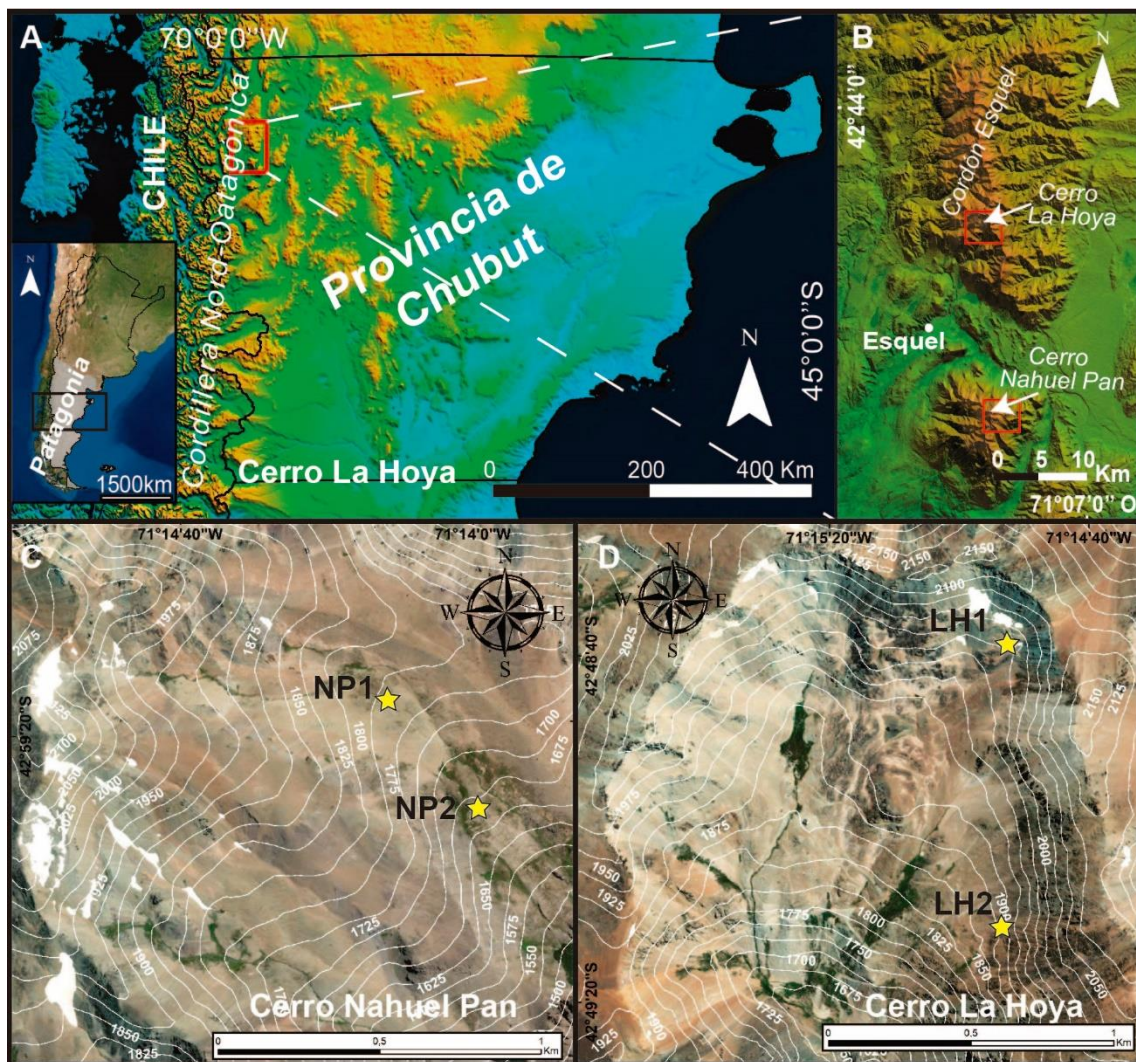 A
70°0'0"W
CHILE
Cordillera Nord-Oatagonica
Provincia de
Chubut
N
45°0'0"S
Cerro La Hoya
0 200 400 Km
N
Patagonia
1500km
B
N
42°44'0''
Cordón Esquel
Cerro
La Hoya
Esquel
Cerro
Nahuel Pan
0 5 10 Km
71°07'0'' O
C
71°14'40"W
71°14'0"W
N
W E
S
2075
1975
1875
NP1
1850
1800
1825
1775
1700
1675
42°59'20"S
2100
2050
2025
2000
1950
NP2
1650
1575
1550
1725
1625
1500
1900
1850
1825
Cerro Nahuel Pan
0 0,5 1
Km
D
71°15'20"W
71°14'40"W
N
W E
S
2150
2125
2150
2150
2100
2025
LH1
42°48'40"S
2150
2125
1975
1875
2000
1950
1925
1775
1800
1900
LH2
1825
1750
1700
1850
1675
2050
1725
1900
42°49'20"S
Cerro La Hoya
0 0.5 1
Km